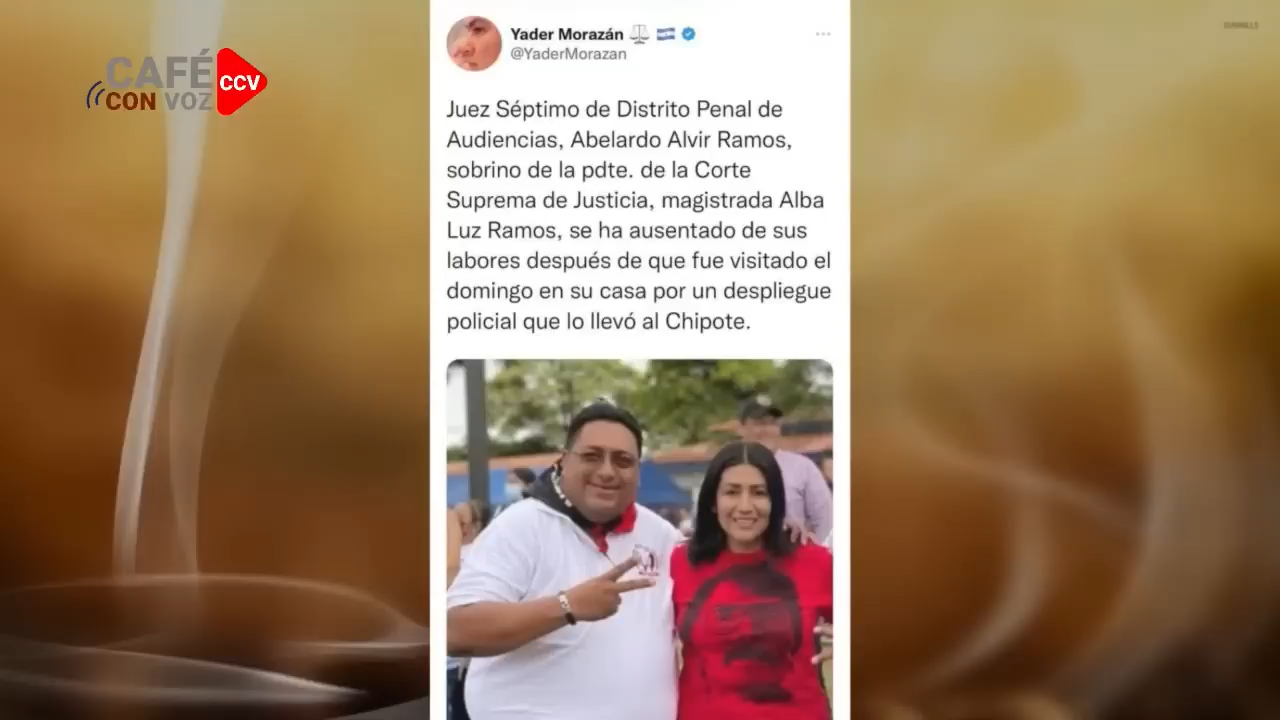 CAFÉ
CON VOZ
CCV
Yader Morazán
@YaderMorazan
Juez Séptimo de Distrito Penal de
Audiencias, Abelardo Alvir Ramos,
sobrino de la pdte. de la Corte
Suprema de Justicia, magistrada Alba
Luz Ramos, se ha ausentado de sus
labores después de que fue visitado el
domingo en su casa por un despliegue
policial que lo llevó al Chipote.